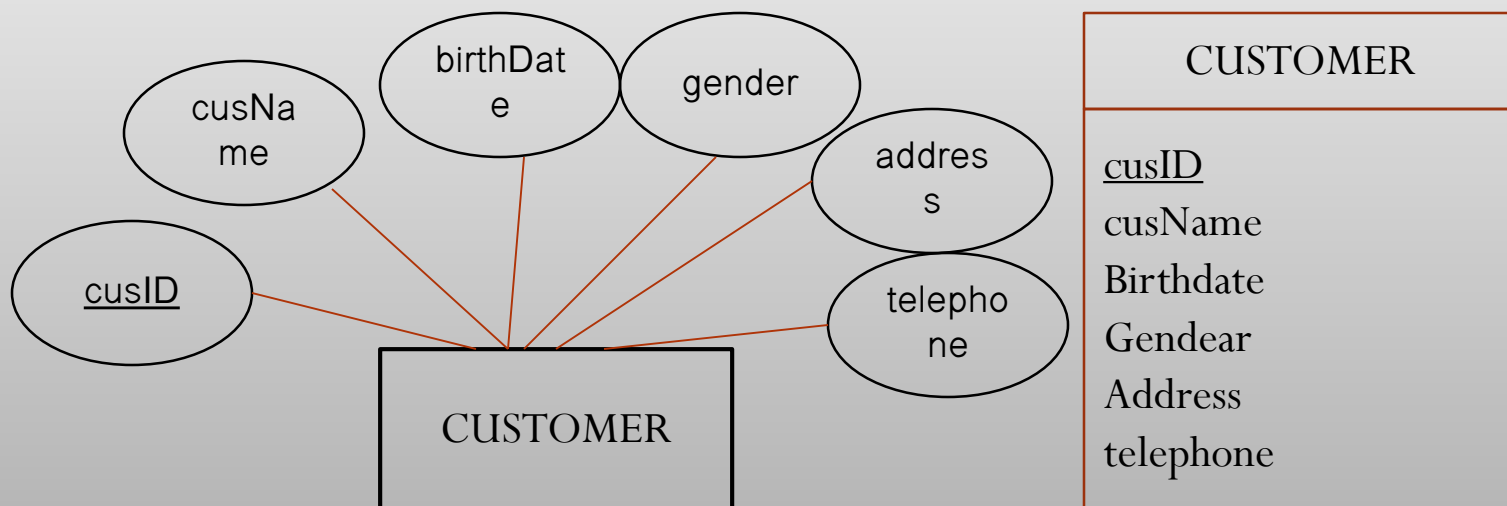 birthDat
e
gender
cusNa
me
addres
s
cusID
telepho
ne
CUSTOMER
CUSTOMER
cusID
cusName
Birthdate
Gendear
Address
telephone